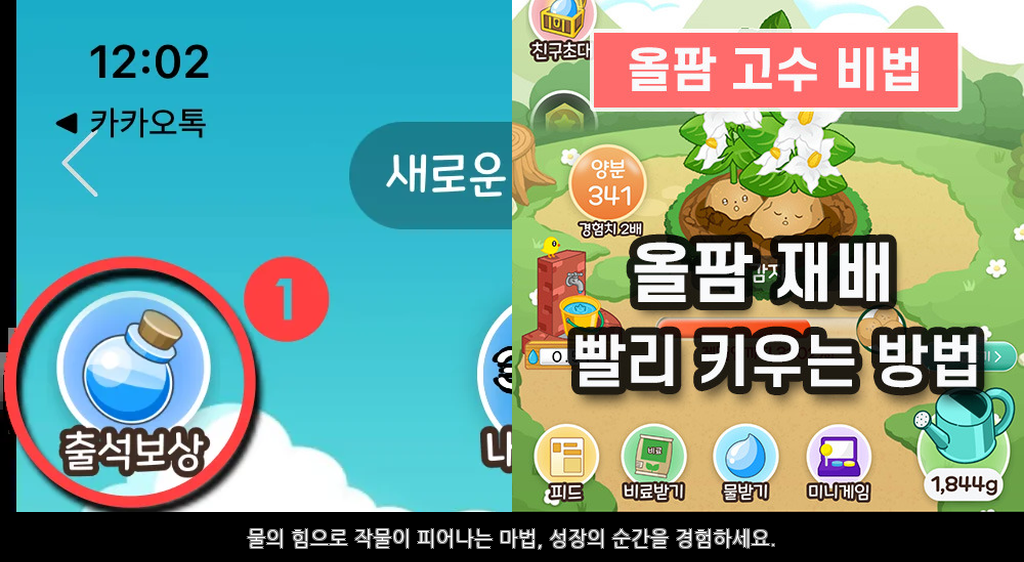 12:02
◀ 카카오톡
새로운
1
출석보상
3
친구초대
올팜 고수 비법
양분
341
경험치 2배
올팜 재배
빨리 키우는 방법
피드
비료
비료받기
물받기
미니게임
1,844g
물의 힘으로 작물이 피어나는 마법, 성장의 순간을 경험하세요.